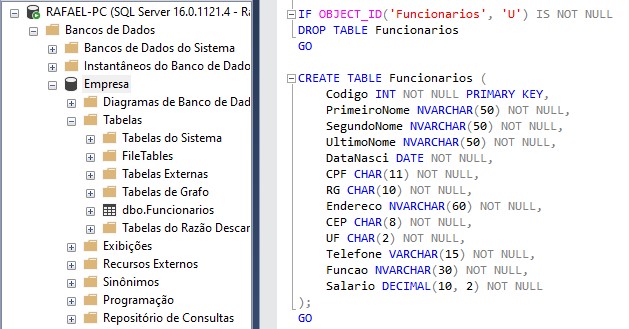 RAFAEL-PC (SQL Server 16.0.1121.4 - R
Bancos de Dados
Bancos de Dados do Sistema
Instantâneos do Banco de Dado
Empresa
Diagramas de Banco de Dad
Tabelas
Tabelas do Sistema
FileTables
Tabelas Externas
Tabelas de Grafo
dbo.Funcionarios
Tabelas do Razão Descar
Exibições
Recursos Externos
Sinônimos
Programação
Repositório de Consultas
IF OBJECT_ID('Funcionarios', 'U') IS NOT NULL
DROP TABLE Funcionarios
GO
CREATE TABLE Funcionarios (
Codigo INT NOT NULL PRIMARY KEY,
PrimeiroNome NVARCHAR(50) NOT NULL,
SegundoNome NVARCHAR(50) NOT NULL,
UltimoNome NVARCHAR(50) NOT NULL,
DataNasci DATE NOT NULL,
CPF CHAR(11) NOT NULL,
RG CHAR(10) NOT NULL,
Endereco NVARCHAR(60) NOT NULL,
CEP CHAR(8) NOT NULL,
UF CHAR(2) NOT NULL,
Telefone VARCHAR(15) NOT NULL,
Funcao NVARCHAR(30) NOT NULL,
Salario DECIMAL(10, 2) NOT NULL
);
GO